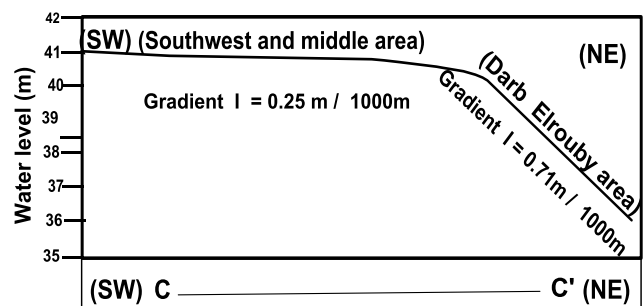 Water level (m)
42
41
40
39
38
37
36
35
(SW) (Southwest and middle area)
(NE)
Gradient I = 0.25 m / 1000m
(Darb Elrouby area)
Gradient I = 0.71m / 1000m
(SW) C
C' (NE)